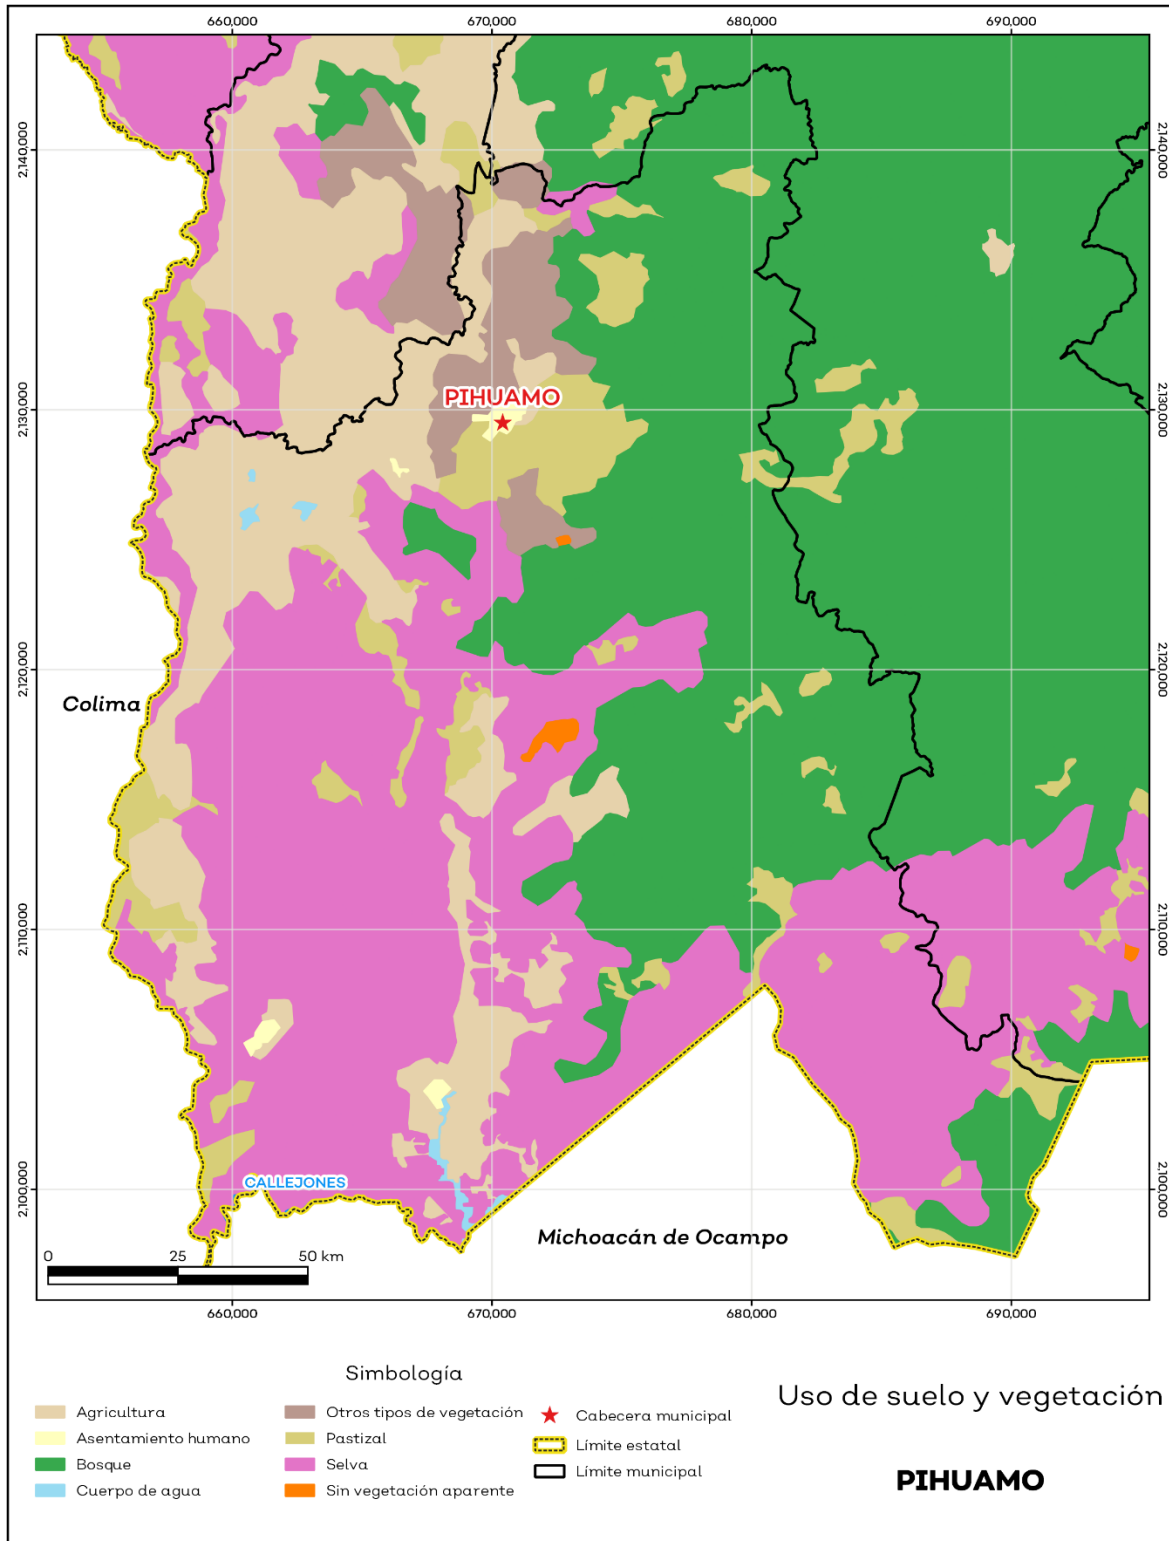 660,000
670,000
680,000
690,000
2,140,000
2,140,000
2,130,000
2,130,000
PIHUAMO
2,120,000
2,120,000
Colima
2,110,000
2,110,000
2,100,000
2,100,000
CALLEJONES
Michoacán de Ocampo
0
25
50 km
660,000
670,000
680,000
690,000
Simbología
Agricultura
Asentamiento humano
Bosque
Cuerpo de agua
Otros tipos de vegetación
Pastizal
Selva
Sin vegetación aparente
Cabecera municipal
Límite estatal
Límite municipal
Uso de suelo y vegetación
PIHUAMO